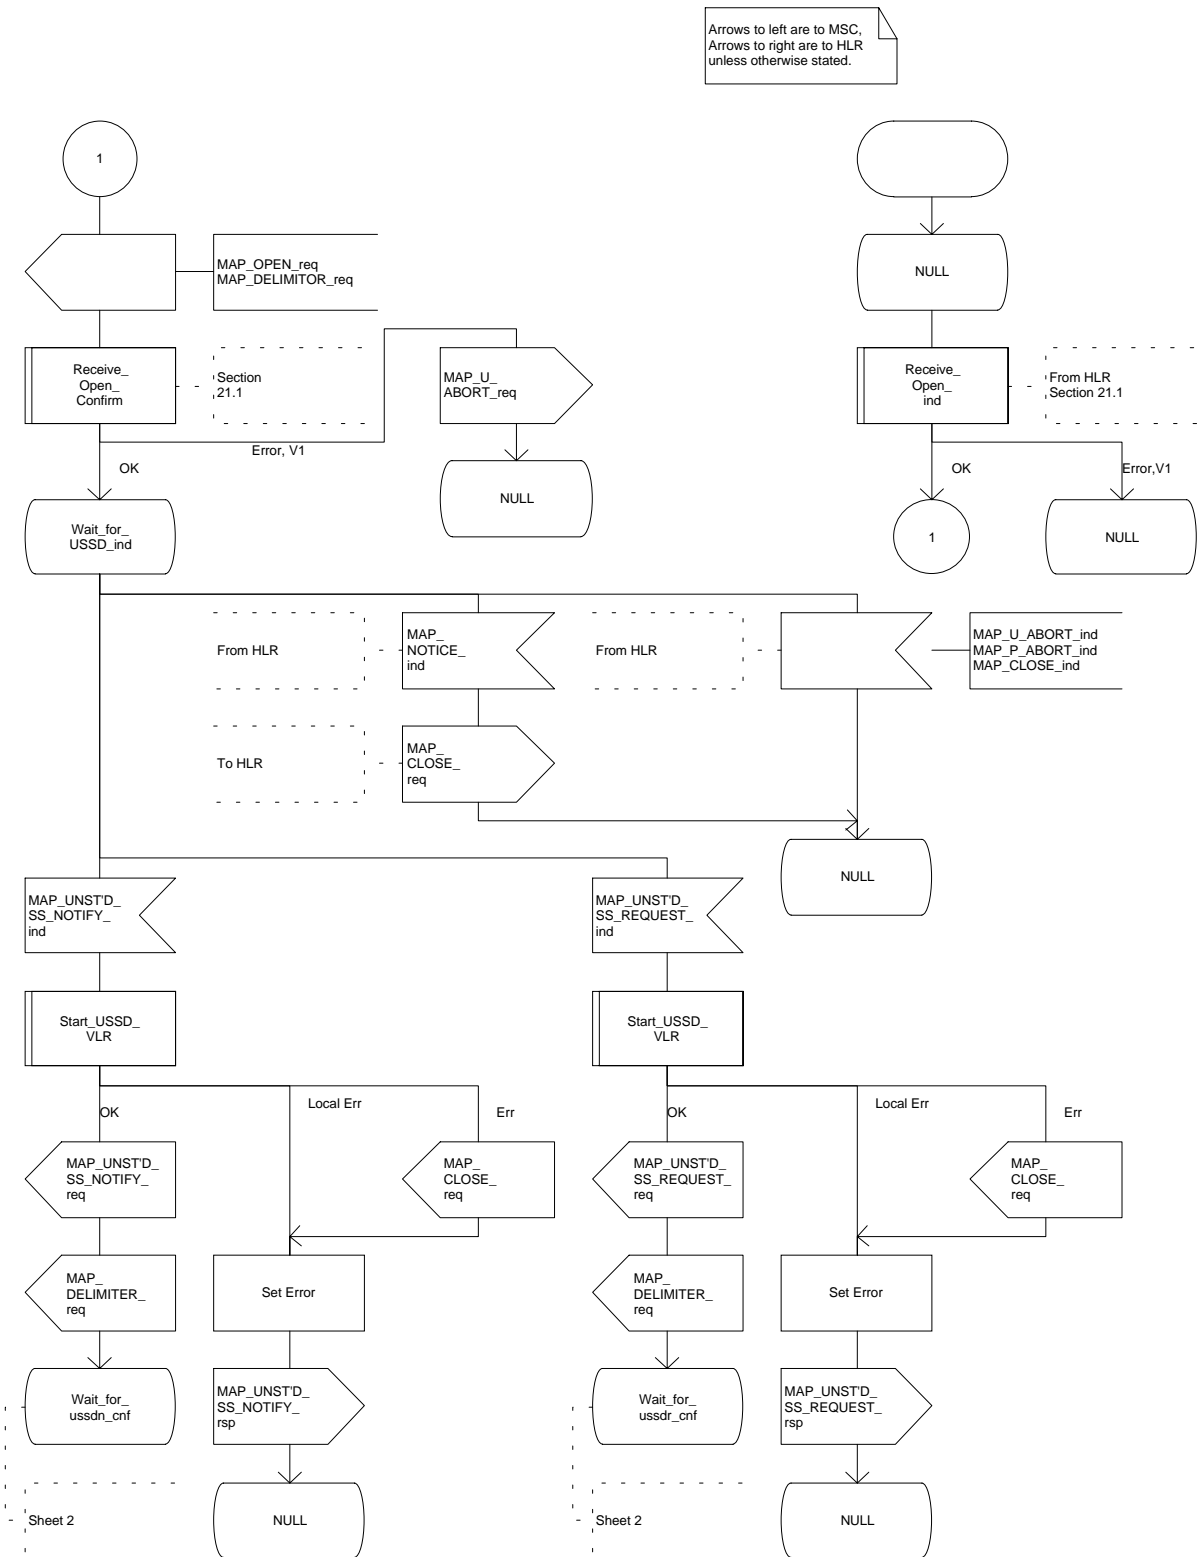 Arrows to left are to MSC,
Arrows to right are to HLR
unless otherwise stated.
1
MAP_OPEN_req
MAP_DELIMITOR_req
NULL
Receive_
Open_
Confirm
Section
21.1
MAP_U_
ABORT_req
Receive_
Open_
ind
From HLR
Section 21.1
Error, V1
OK
OK
Error,V1
NULL
Wait_for_
USSD_ind
1
NULL
From HLR
MAP_
NOTICE_
ind
From HLR
MAP_U_ABORT_ind
MAP_P_ABORT_ind
MAP_CLOSE_ind
To HLR
MAP_
CLOSE_
req
NULL
MAP_UNST'D_
SS_NOTIFY_
ind
MAP_UNST'D_
SS_REQUEST_
ind
Start_USSD_
VLR
Start_USSD_
VLR
OK
Local Err
Err
OK
Local Err
Err
MAP_UNST'D_
SS_NOTIFY_
req
MAP_
CLOSE_
req
MAP_UNST'D_
SS_REQUEST_
req
MAP_
CLOSE_
req
MAP_
DELIMITER_
req
Set Error
MAP_
DELIMITER_
req
Set Error
Wait_for_
ussdn_cnf
MAP_UNST'D_
SS_NOTIFY_
rsp
Wait_for_
ussdr_cnf
MAP_UNST'D_
SS_REQUEST_
rsp
Sheet 2
NULL
Sheet 2
NULL